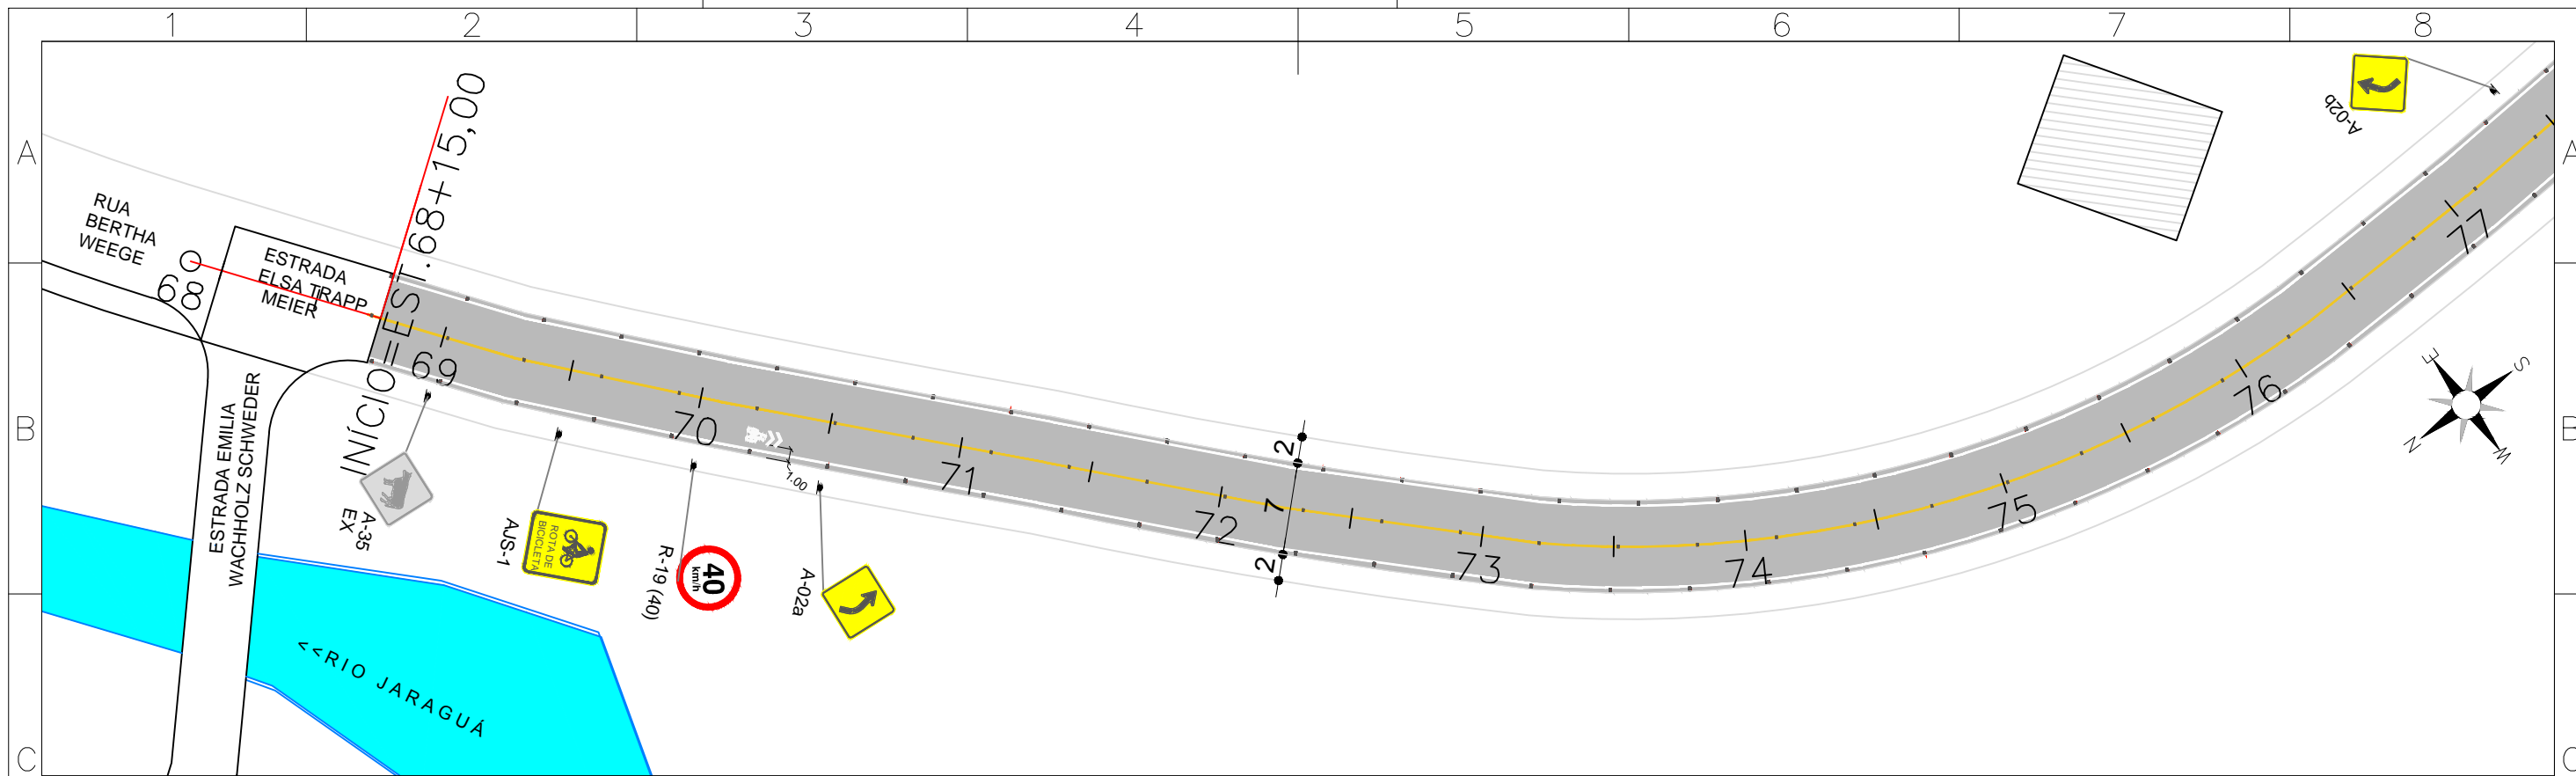 1 2 3 4 5 6 7 8
A
A
B
B
C
C
RUA
BERTHA
WEEGE
68
ESTRADA
ELSA TRAPP
MEIER
INÍCIO=EST.68+15,00
69
70
71
72
73
74
75
76
77
1.00
2
7
2
ESTRADA EMILIA
WACHHOLZ SCHWEDER
A-35
EX
AJS-1
ROTA DE
BICICLETA
R-19 (40)
40
km/h
A-02a
A-02b
<<RIO JARAGUÁ
E
S
N
W